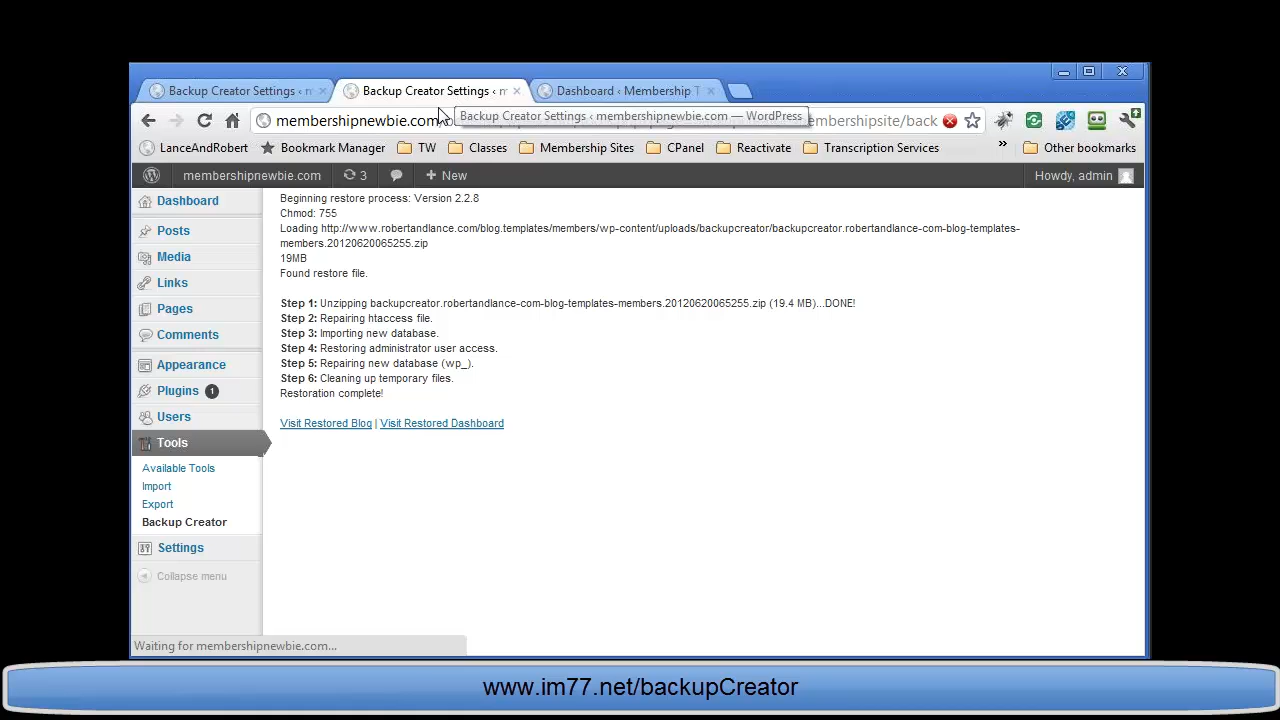 Backup Creator Settings ‹ m
Backup Creator Settings ‹ m
Dashboard ‹ Membership T
membershipnewbie.com
Backup Creator Settings ‹ membershipnewbie.com — WordPress
membershipsite/back
LanceAndRobert
Bookmark Manager
TW
Classes
Membership Sites
CPanel
Reactivate
Transcription Services
»
Other bookmarks
membershipnewbie.com
3
+ New
Howdy, admin
Dashboard
Posts
Media
Links
Pages
Comments
Appearance
Plugins 1
Users
Tools
Available Tools
Import
Export
Backup Creator
Settings
Collapse menu
Beginning restore process: Version 2.2.8
Chmod: 755
Loading http://www.robertandlance.com/blog.templates/members/wp-content/uploads/backupcreator/backupcreator.robertandlance-com-blog-templates-
members.20120620065255.zip
19MB
Found restore file.
Step 1: Unzipping backupcreator.robertandlance-com-blog-templates-members.20120620065255.zip (19.4 MB)...DONE!
Step 2: Repairing htaccess file.
Step 3: Importing new database.
Step 4: Restoring administrator user access.
Step 5: Repairing new database (wp_).
Step 6: Cleaning up temporary files.
Restoration complete!
Visit Restored Blog | Visit Restored Dashboard
Waiting for membershipnewbie.com...
www.im77.net/backupCreator